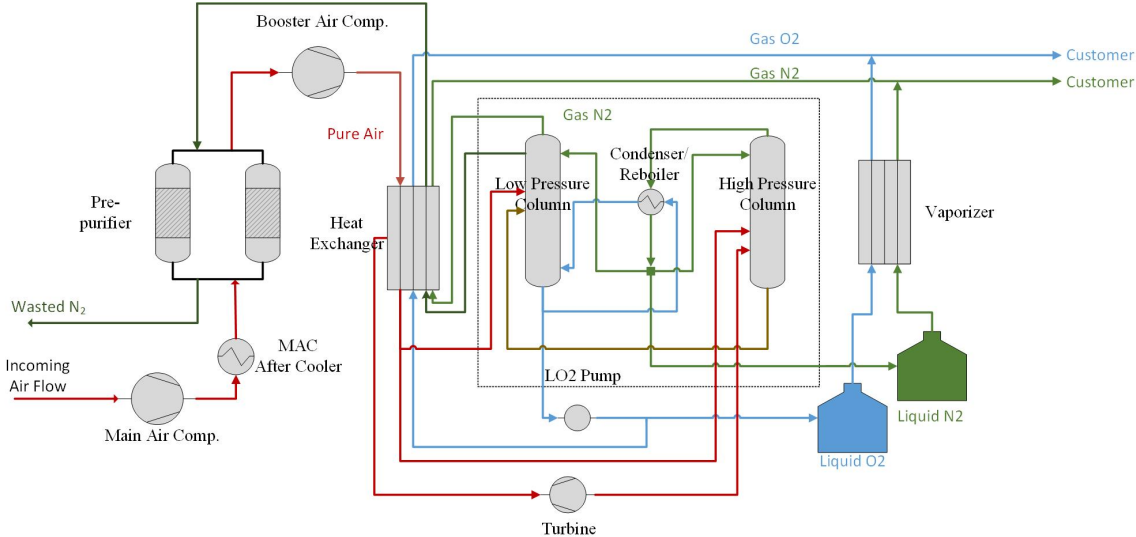 Booster Air Comp.
Gas O2
Customer
Gas N2
Customer
Gas N2
Pure Air
Condenser/
Reboiler
Low Pressure
Column
High Pressure
Column
Pre-
purifier
Heat
Exchanger
Vaporizer
Wasted N₂
MAC
After Cooler
Incoming
Air Flow
LO2 Pump
Main Air Comp.
Liquid N2
Liquid O2
Turbine